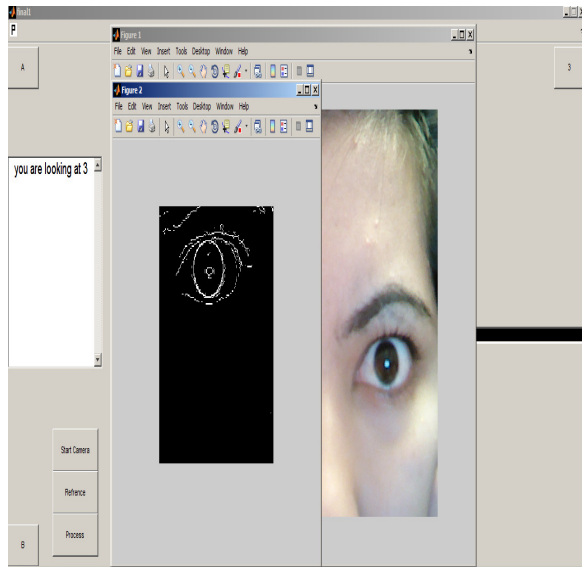 final1
P
A
3
you are looking at 3
Start Camera
Refrence
Process
B
Figure 1
File Edit View Insert Tools Desktop Window Help
Figure 2
File Edit View Insert Tools Desktop Window Help